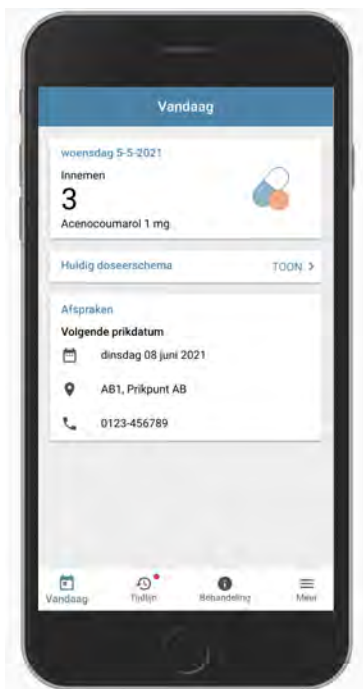 Vandaag
woensdag 5-5-2021
Innemen
3
Acenocoumarol 1 mg
Huldig doseerschema
TOON >
Afspraken
Volgende prikdatum
dinsdag 08 juni 2021
AB1, Prikpunt AB
0123-456789
Vandaag
Tijdlijn
Behandeling
Meer